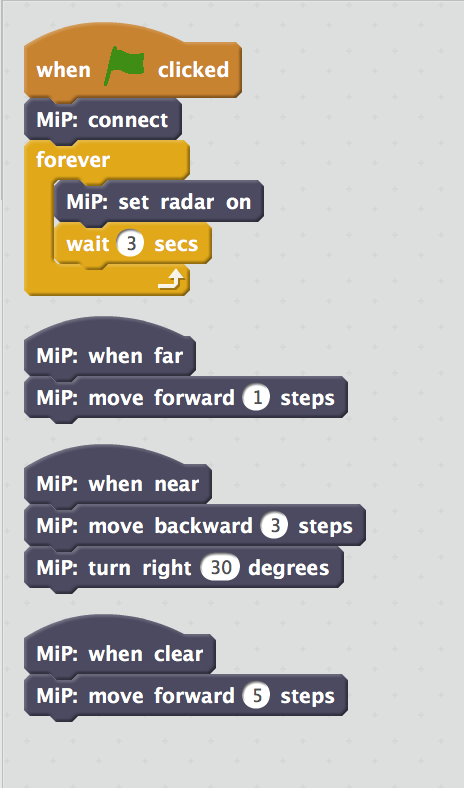 when clicked
MiP: connect
forever
MiP: set radar on
wait 3 secs
MiP: when far
MiP: move forward 1 steps
MiP: when near
MiP: move backward 3 steps
MiP: turn right 30 degrees
MiP: when clear
MiP: move forward 5 steps